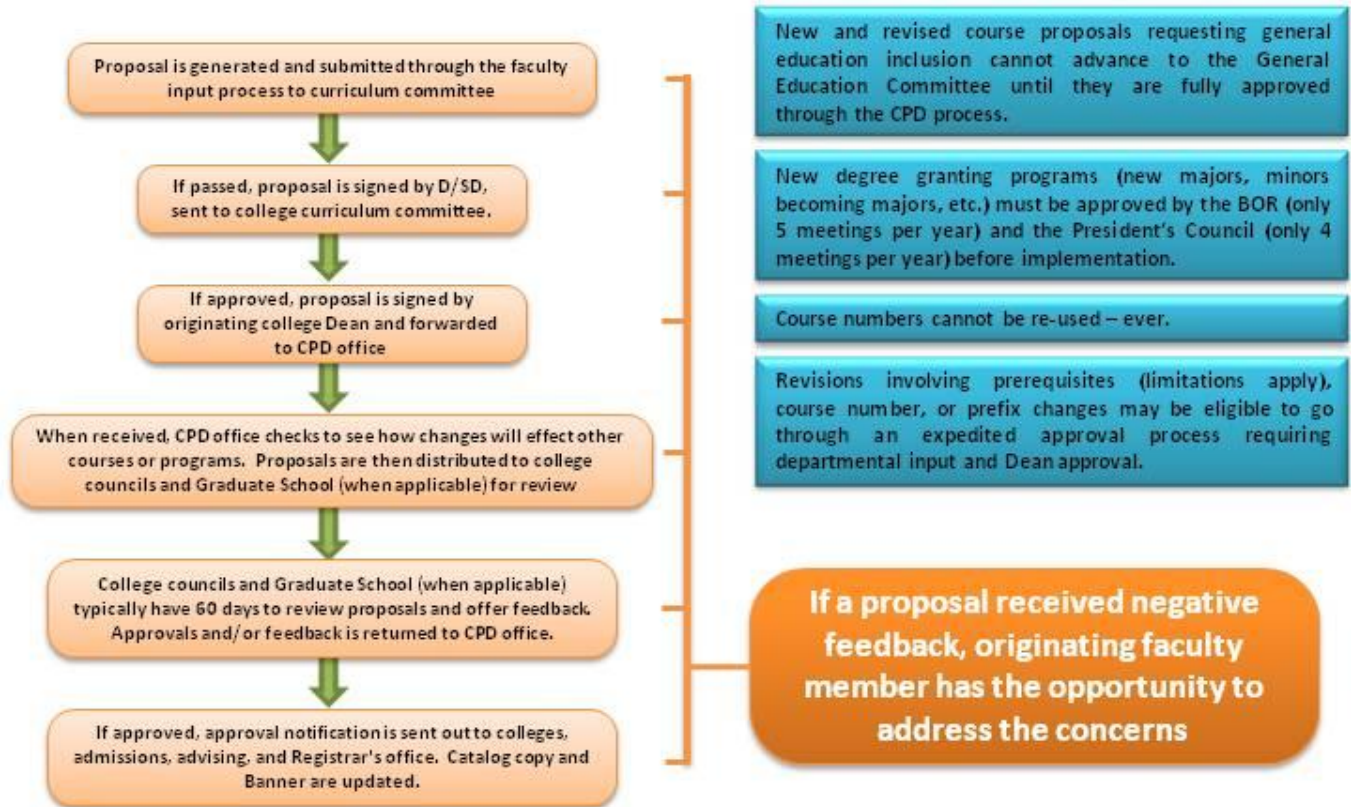 Proposal is generated and submitted through the faculty
input process to curriculum committee
If passed, proposal is signed by D/SD,
sent to college curriculum committee.
If approved, proposal is signed by
originating college Dean and forwarded
to CPD office
When received, CPD office checks to see how changes will effect other
courses or programs. Proposals are then distributed to college
councils and Graduate School (when applicable) for review
College councils and Graduate School (when applicable)
typically have 60 days to review proposals and offer feedback.
Approvals and/or feedback is returned to CPD office.
If approved, approval notification is sent out to colleges,
admissions, advising, and Registrar's office. Catalog copy and
Banner are updated.
New and revised course proposals requesting general
education inclusion cannot advance to the General
Education Committee until they are fully approved
through the CPD process.
New degree granting programs (new majors, minors
becoming majors, etc.) must be approved by the BOR (only
5 meetings per year) and the President's Council (only 4
meetings per year) before implementation.
Course numbers cannot be re-used – ever.
Revisions involving prerequisites (limitations apply),
course number, or prefix changes may be eligible to go
through an expedited approval process requiring
departmental input and Dean approval.
If a proposal received negative
feedback, originating faculty
member has the opportunity to
address the concerns